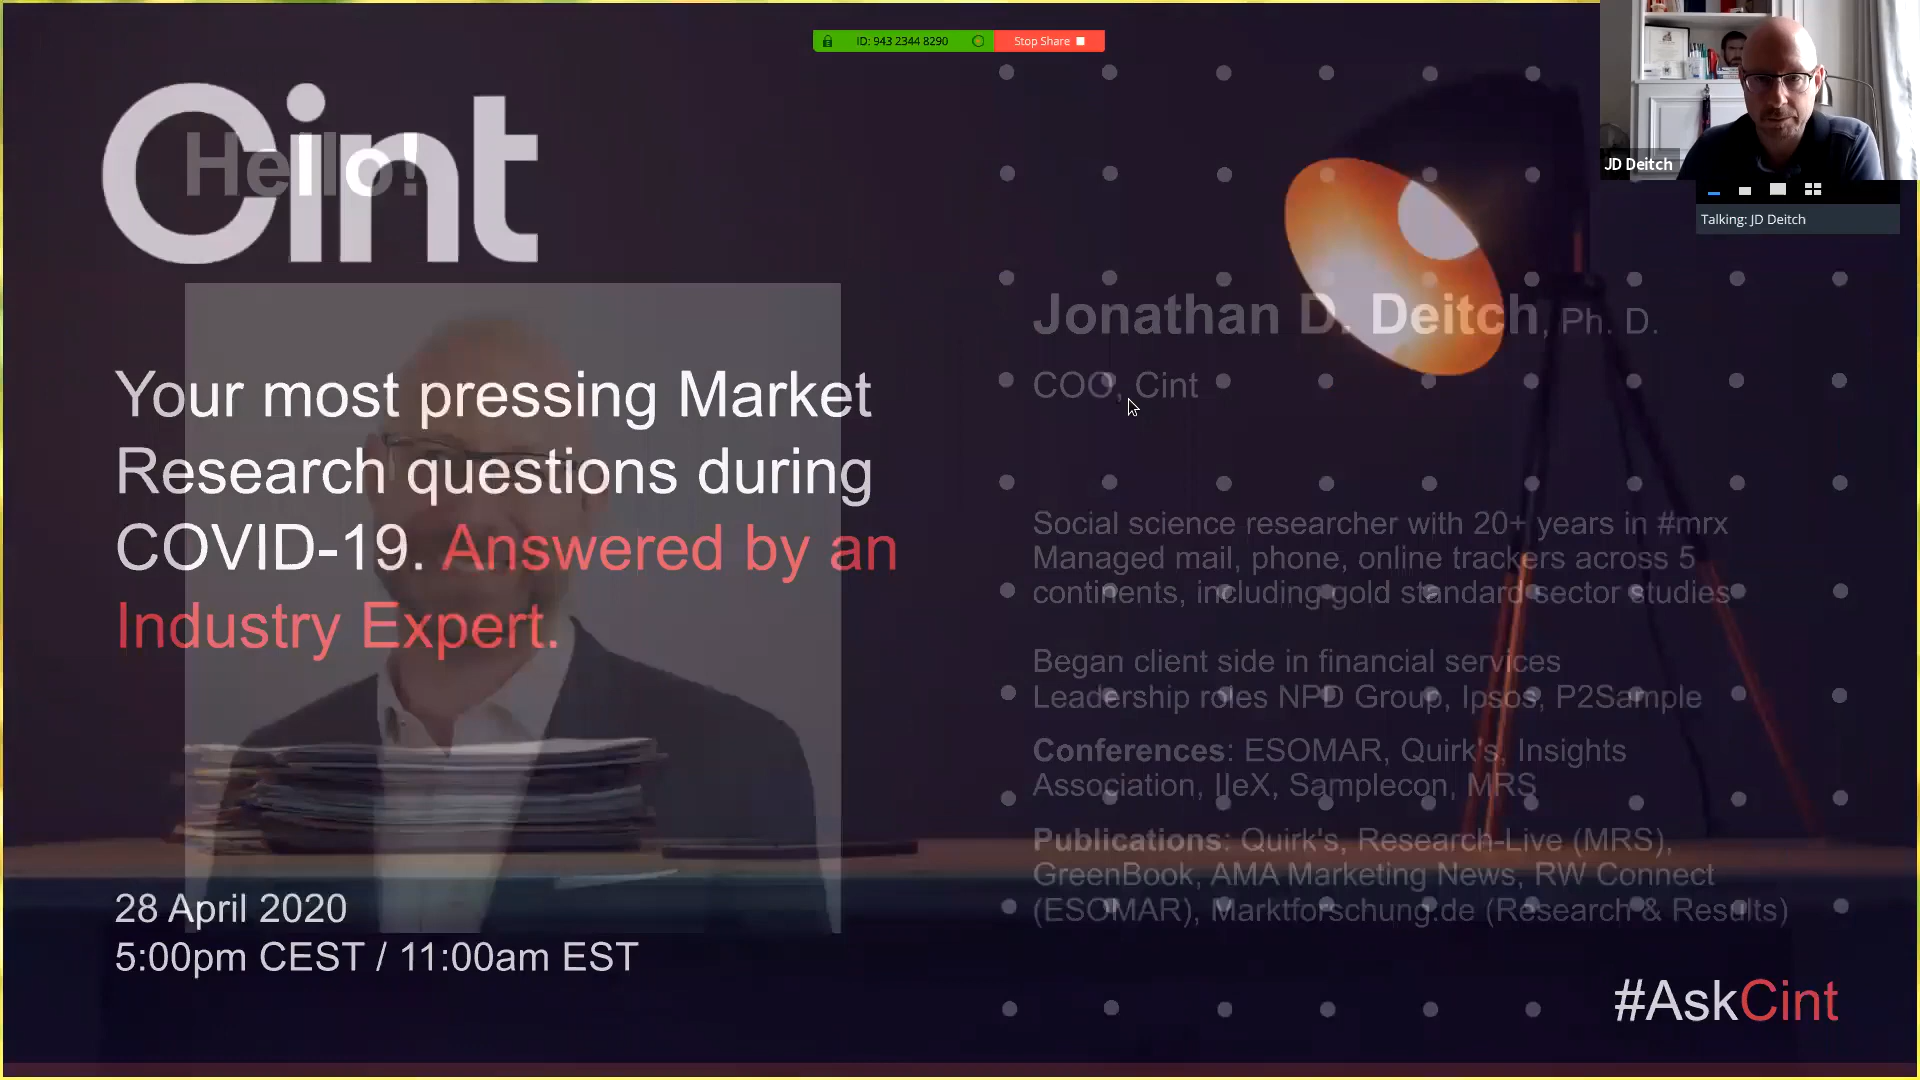 ID: 943 2344 8290
Stop Share
JD Deitch
Talking: JD Deitch
Cint
Hello!
Your most pressing Market
Research questions during
COVID-19. Answered by an
Industry Expert.
28 April 2020
5:00pm CEST / 11:00am EST
Jonathan D. Deitch, Ph. D.
COO, Cint
Social science researcher with 20+ years in #mrx
Managed mail, phone, online trackers across 5
continents, including gold standard sector studies
Began client side in financial services
Leadership roles NPD Group, Ipsos, P2Sample
Conferences: ESOMAR, Quirk's, Insights
Association, IIeX, Samplecon, MRS
Publications: Quirk's, Research-Live (MRS),
GreenBook, AMA Marketing News, RW Connect
(ESOMAR), Marktforschung.de (Research & Results)
#AskCint